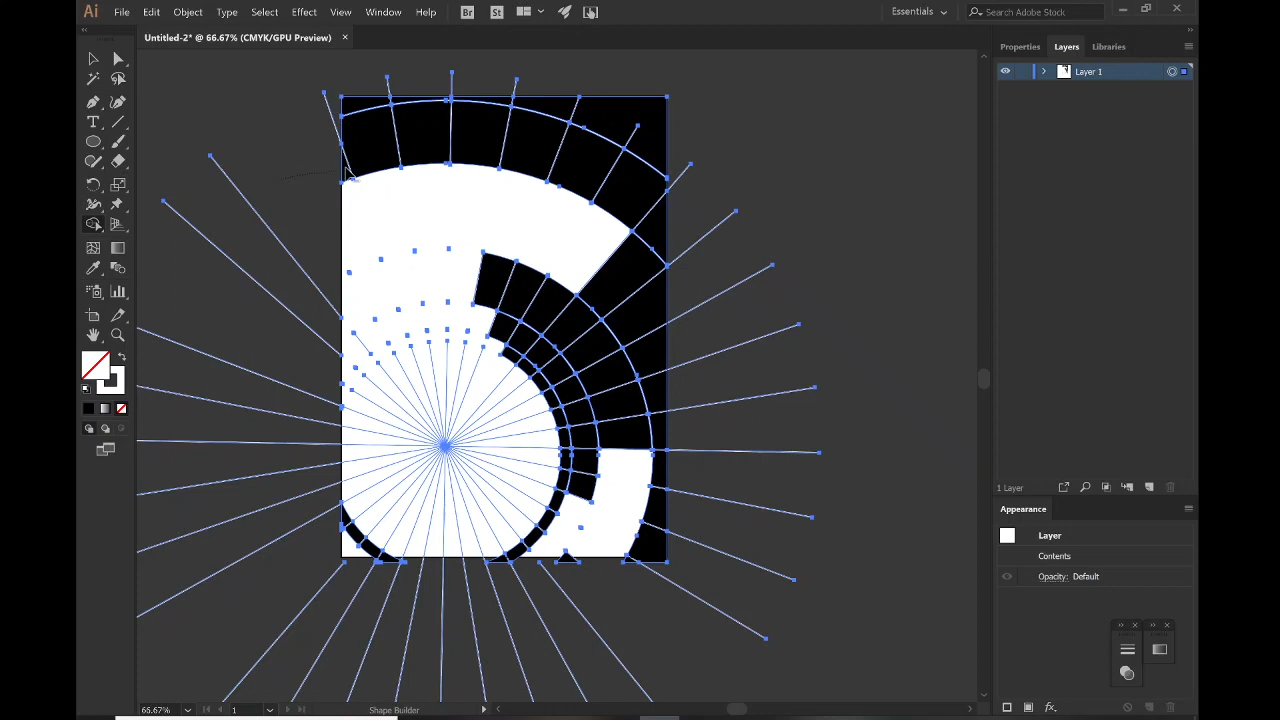 Ai File Edit Object Type Select Effect View Window Help Br St Essentials Search Adobe Stock
Untitled-2* @ 66.67% (CMYK/GPU Preview) ×
Properties Layers Libraries
Layer 1
1 Layer
Appearance
Layer
Contents
Opacity: Default
fx
66.67% 1 Shape Builder